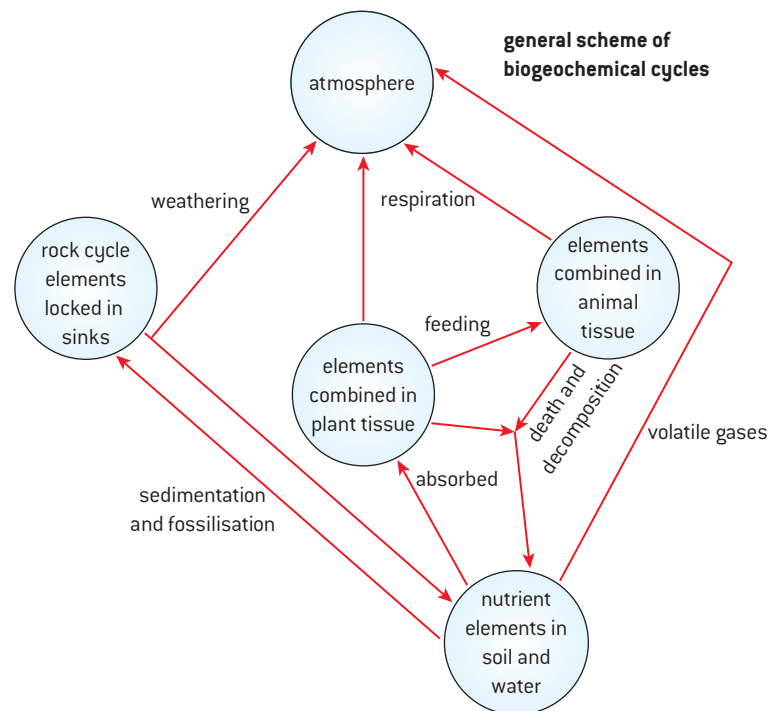 general scheme of
biogeochemical cycles
atmosphere
weathering
respiration
rock cycle
elements
locked in
sinks
elements
combined in
animal
tissue
feeding
elements
combined in
plant tissue
death and
decomposition
volatile gases
absorbed
sedimentation
and fossilisation
nutrient
elements in
soil and
water